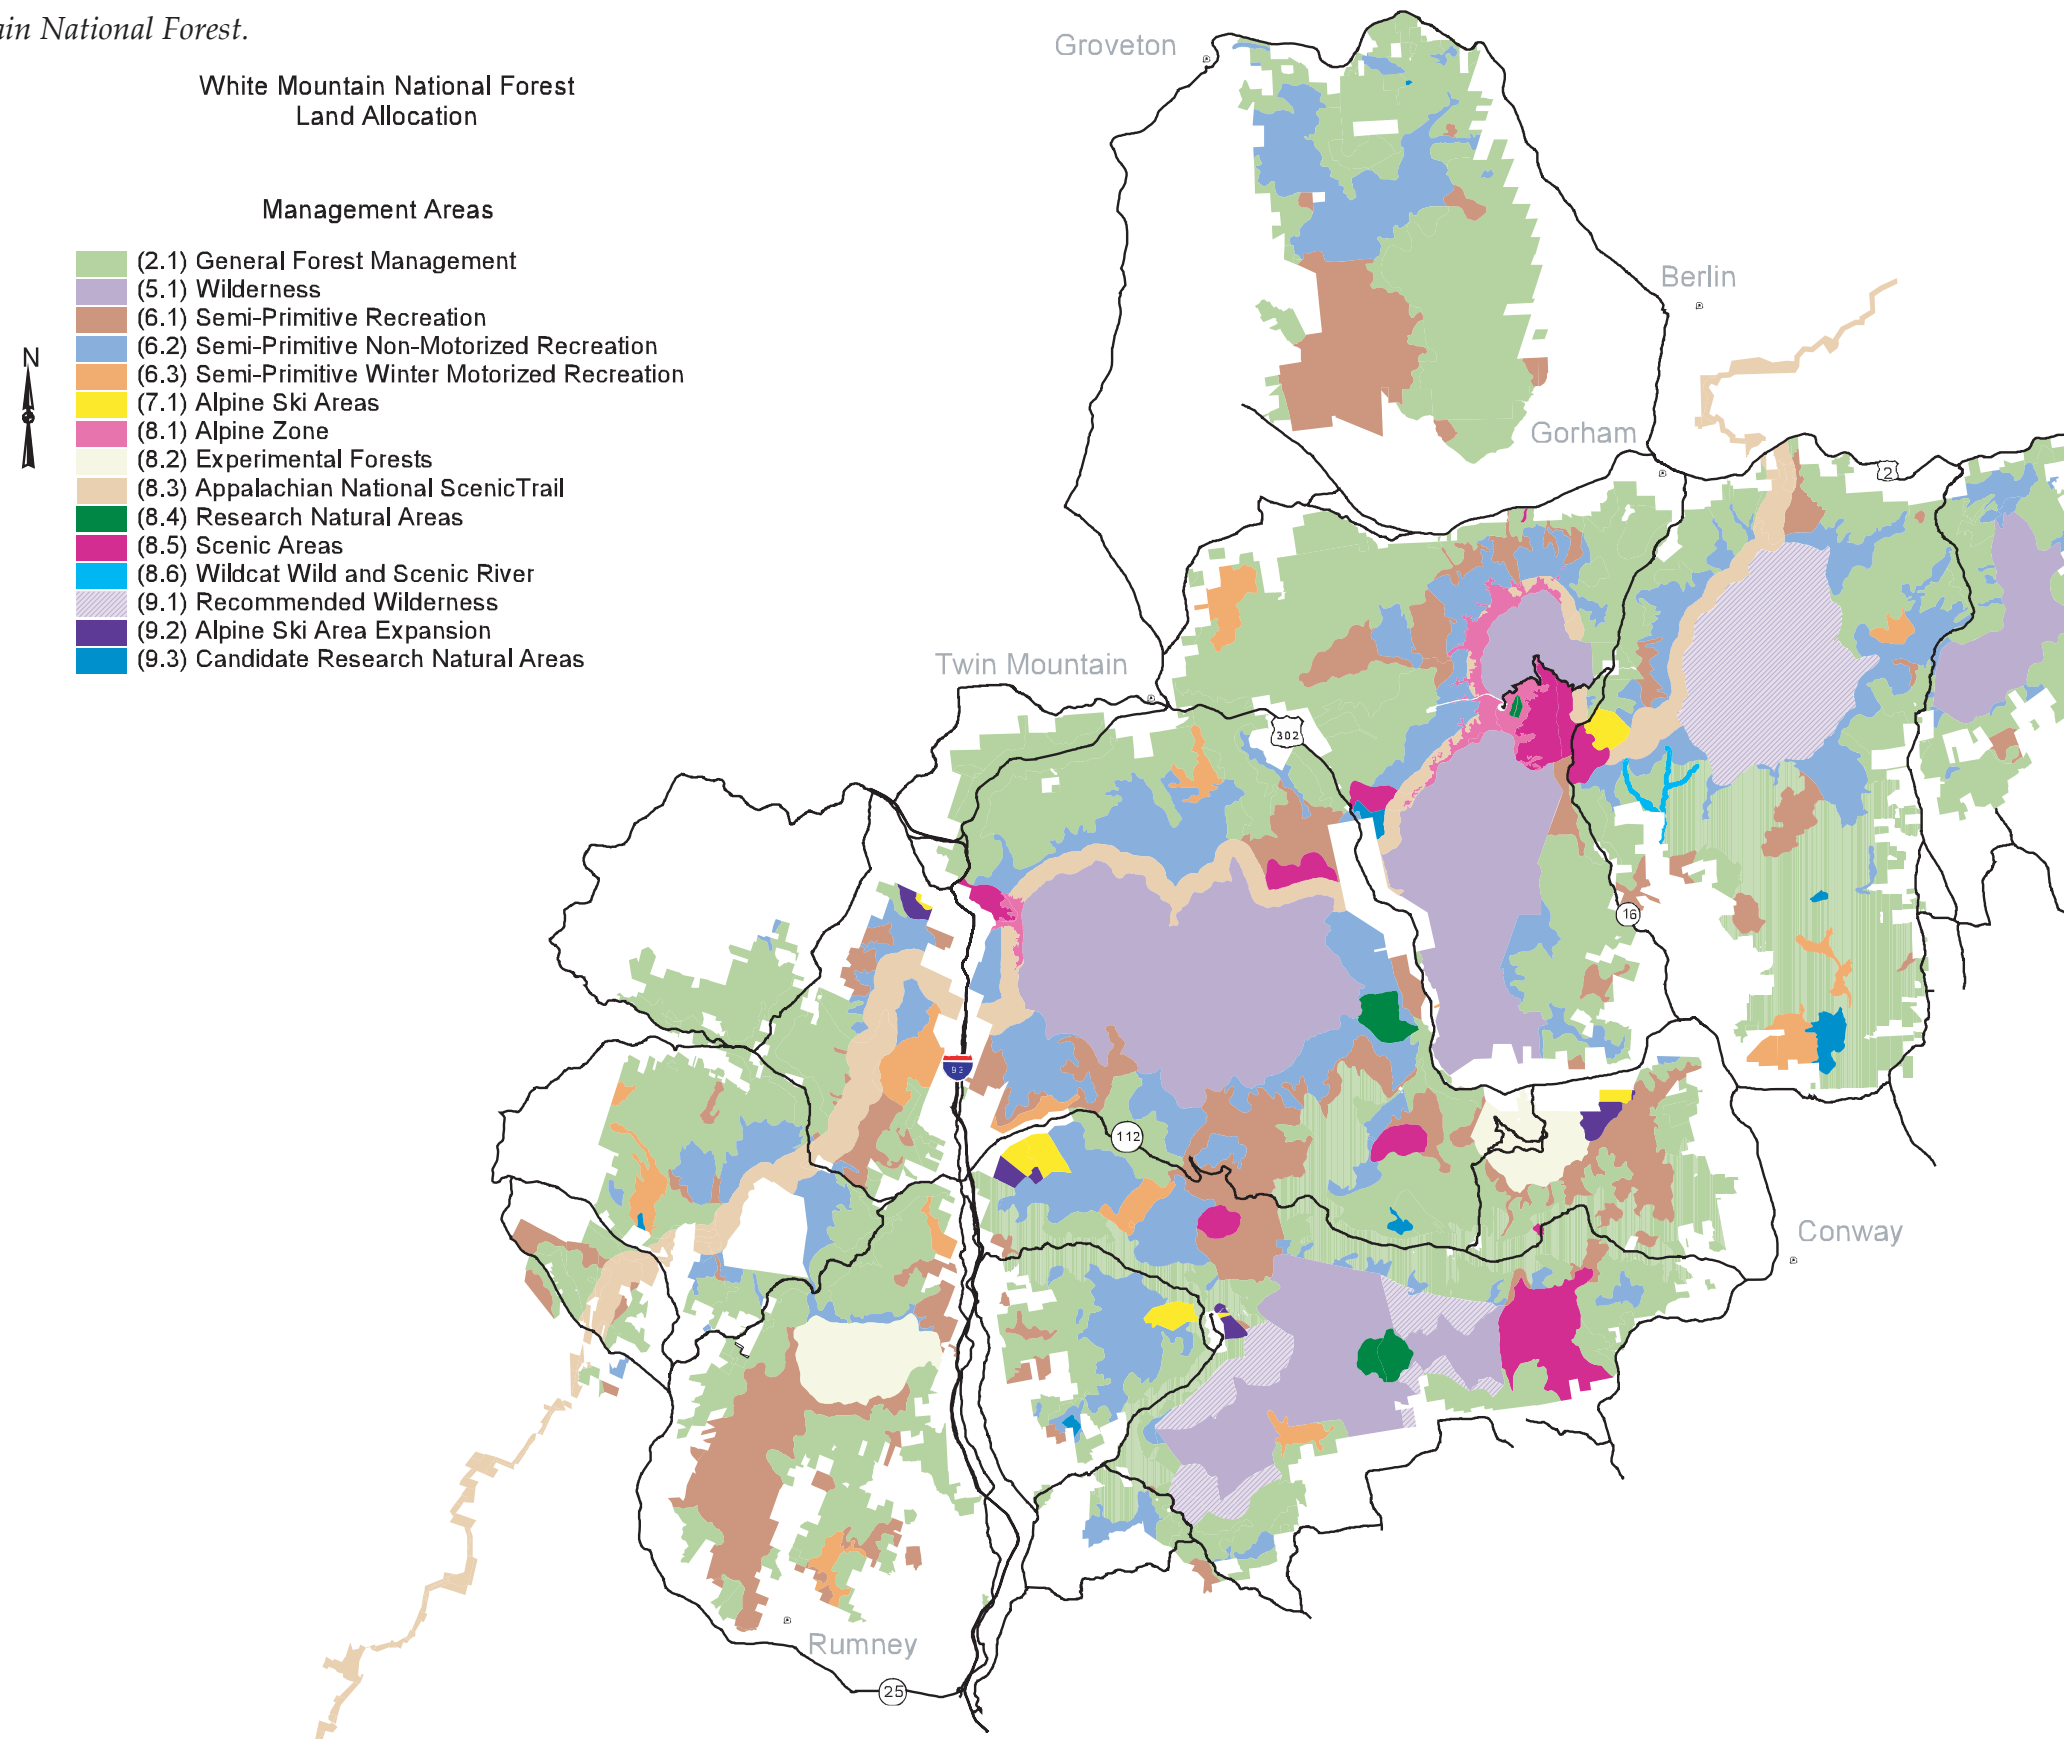 in National Forest.
White Mountain National Forest
Land Allocation
Management Areas
(2.1) General Forest Management
(5.1) Wilderness
(6.1) Semi-Primitive Recreation
(6.2) Semi-Primitive Non-Motorized Recreation
(6.3) Semi-Primitive Winter Motorized Recreation
(7.1) Alpine Ski Areas
(8.1) Alpine Zone
(8.2) Experimental Forests
(8.3) Appalachian National ScenicTrail
(8.4) Research Natural Areas
(8.5) Scenic Areas
(8.6) Wildcat Wild and Scenic River
(9.1) Recommended Wilderness
(9.2) Alpine Ski Area Expansion
(9.3) Candidate Research Natural Areas
N
Groveton
Berlin
Gorham
2
Twin Mountain
302
16
93
112
Conway
Rumney
25